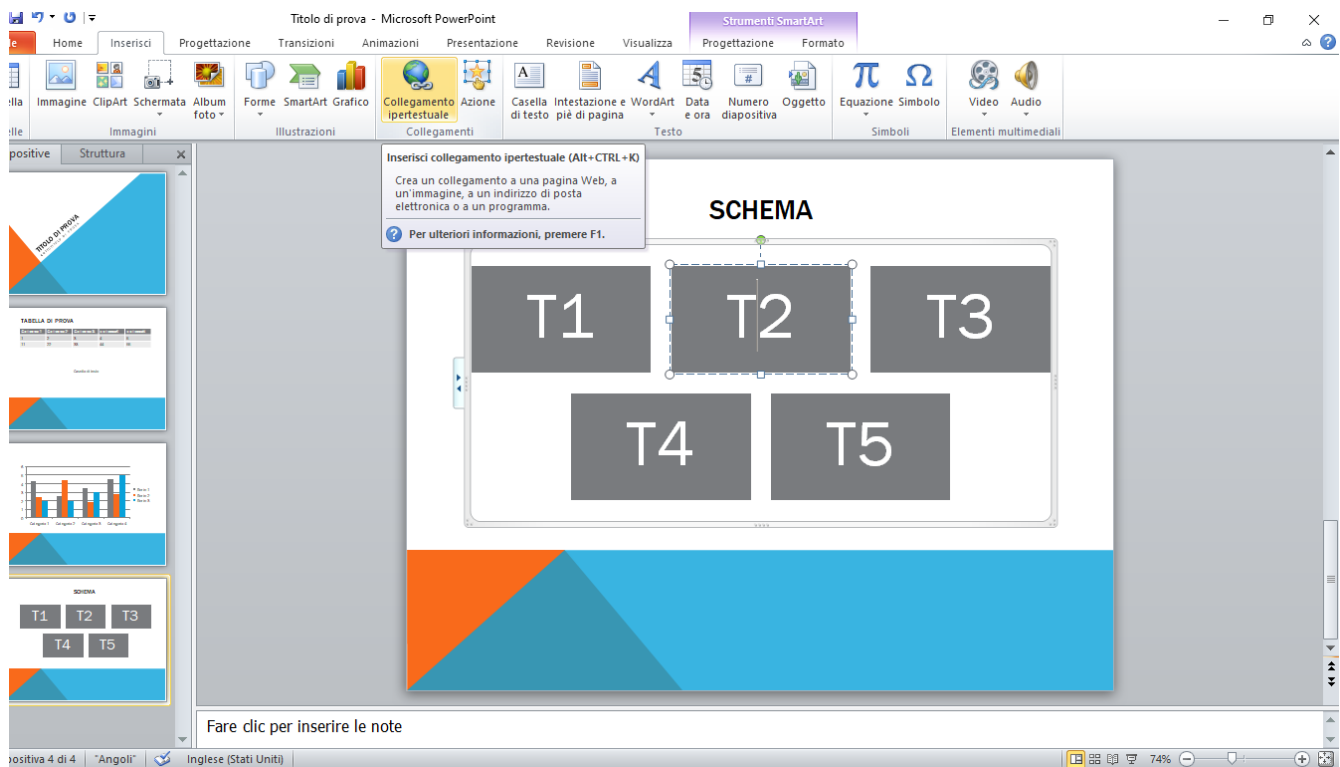 Titolo di prova - Microsoft PowerPoint
Strumenti SmartArt
Home Inserisci Progettazione Transizioni Animazioni Presentazione Revisione Visualizza Progettazione Formato
Immagine ClipArt Schermata Album foto
Forme SmartArt Grafico
Collegamento ipertestuale Azione
Casella di testo Intestazione e piè di pagina WordArt Data e ora Numero diapositiva Oggetto
Equazione Simbolo
Video Audio
Immagini Illustrazioni Collegamenti Testo Simboli Elementi multimediali
Struttura
Inserisci collegamento ipertestuale (Alt+CTRL+K)
Crea un collegamento a una pagina Web, a
un'immagine, a un indirizzo di posta
elettronica o a un programma.
Per ulteriori informazioni, premere F1.
TITOLO DI PROVA
TABELLA DI PROVA
SCHEMA
T1 T2 T3
T4 T5
SCHEMA
T1 T2 T3
T4 T5
Fare clic per inserire le note
4 di 4 "Angoli" Inglese (Stati Uniti) 74%